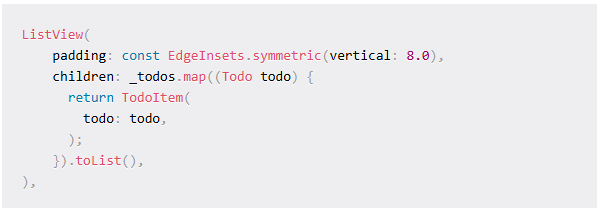 ListView(
    padding: const EdgeInsets.symmetric(vertical: 8.0),
    children: _todos.map((Todo todo) {
      return TodoItem(
        todo: todo,
      );
    }).toList(),
),